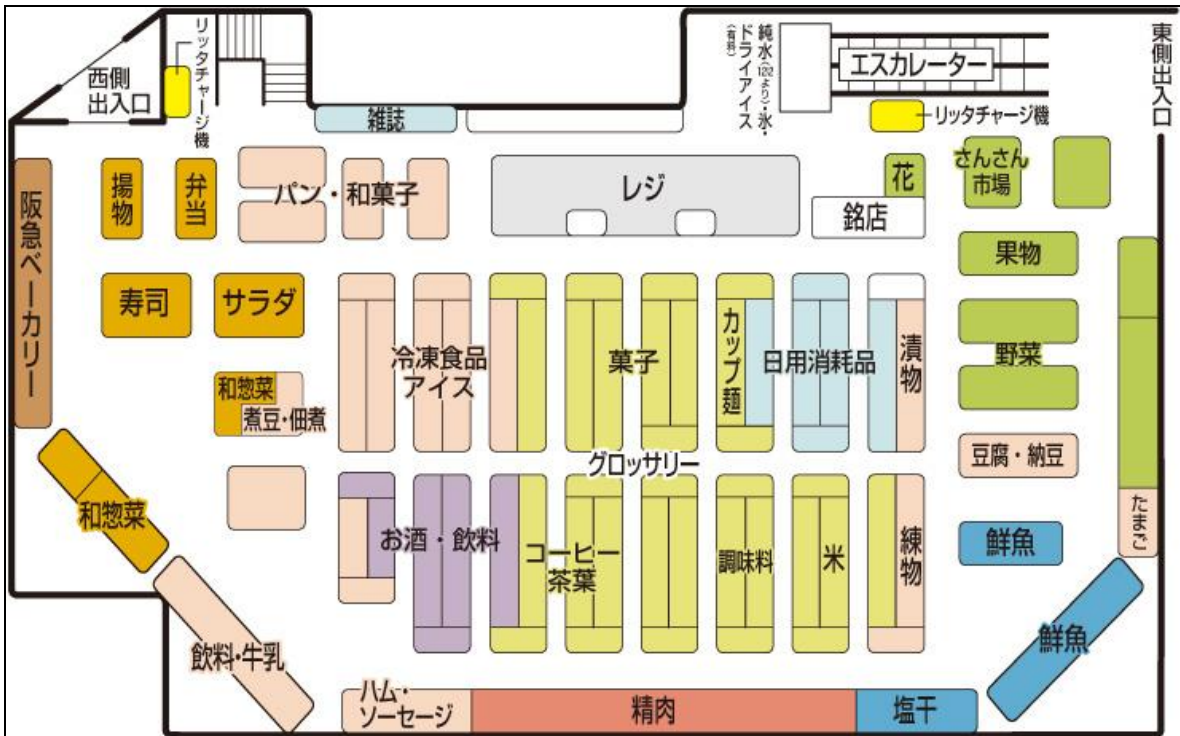 西側
出入口
リッタチャージ機
雑誌
純水(12ℓより)・氷・
ドライアイス
(有料)
エスカレーター
リッタチャージ機
東側出入口
阪急ベーカリー
揚物
弁当
パン・和菓子
レジ
花
銘店
さんさん
市場
果物
寿司
サラダ
冷凍食品
アイス
菓子
カップ麺
日用消耗品
漬物
野菜
和惣菜
煮豆・佃煮
グロッサリー
豆腐・納豆
たまご
和惣菜
お酒・飲料
コーヒー
茶葉
調味料
米
練物
鮮魚
飲料・牛乳
鮮魚
ハム・
ソーセージ
精肉
塩干